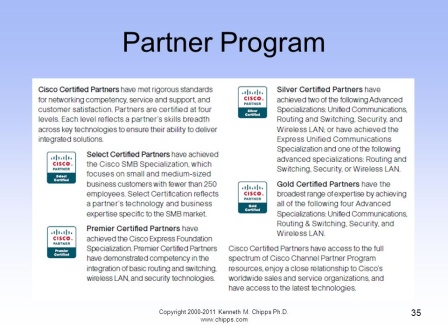 Partner Program
Cisco Certified Partners have met rigorous standards
for networking competency, service and support, and
customer satisfaction. Partners are certified at four
levels. Each level reflects a partner's skills breadth
across key technologies to ensure their ability to deliver
integrated solutions.
CISCO
PARTNER
Select
Certified
Select Certified Partners have achieved
the Cisco SMB Specialization, which
focuses on small and medium-sized
business customers with fewer than 250
employees. Select Certification reflects
a partner's technology and business
expertise specific to the SMB market.
CISCO
PARTNER
Premier
Certified
Premier Certified Partners have
achieved the Cisco Express Foundation
Specialization. Premier Certified Partners
have demonstrated competency in the
integration of basic routing and switching,
wireless LAN, and security technologies.
CISCO
PARTNER
Silver
Certified
Silver Certified Partners have
achieved two of the following Advanced
Specializations: Unified Communications,
Routing and Switching, Security, and
Wireless LAN; or have achieved the
Express Unified Communications
Specialization and one of the following
advanced specializations: Routing and
Switching, Security, or Wireless LAN.
CISCO
PARTNER
Gold
Certified
Gold Certified Partners have the
broadest range of expertise by achieving
all of the following four Advanced
Specializations: Unified Communications,
Routing & Switching, Security, and
Wireless LAN.
Cisco Certified Partners have access to the full
spectrum of Cisco Channel Partner Program
resources, enjoy a close relationship to Cisco's
worldwide sales and service organizations, and
have access to the latest technologies.
Copyright 2000-2011 Kenneth M. Chipps Ph.D.
www.chipps.com
35